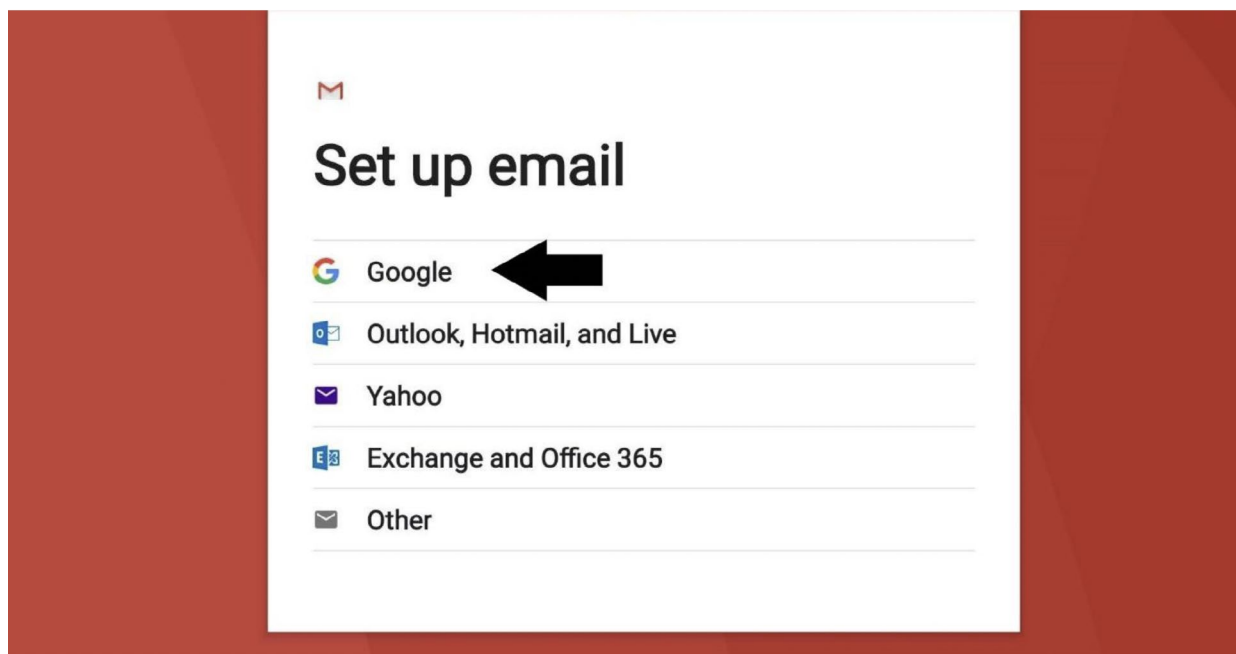 Set up email
Google
Outlook, Hotmail, and Live
Yahoo
Exchange and Office 365
Other